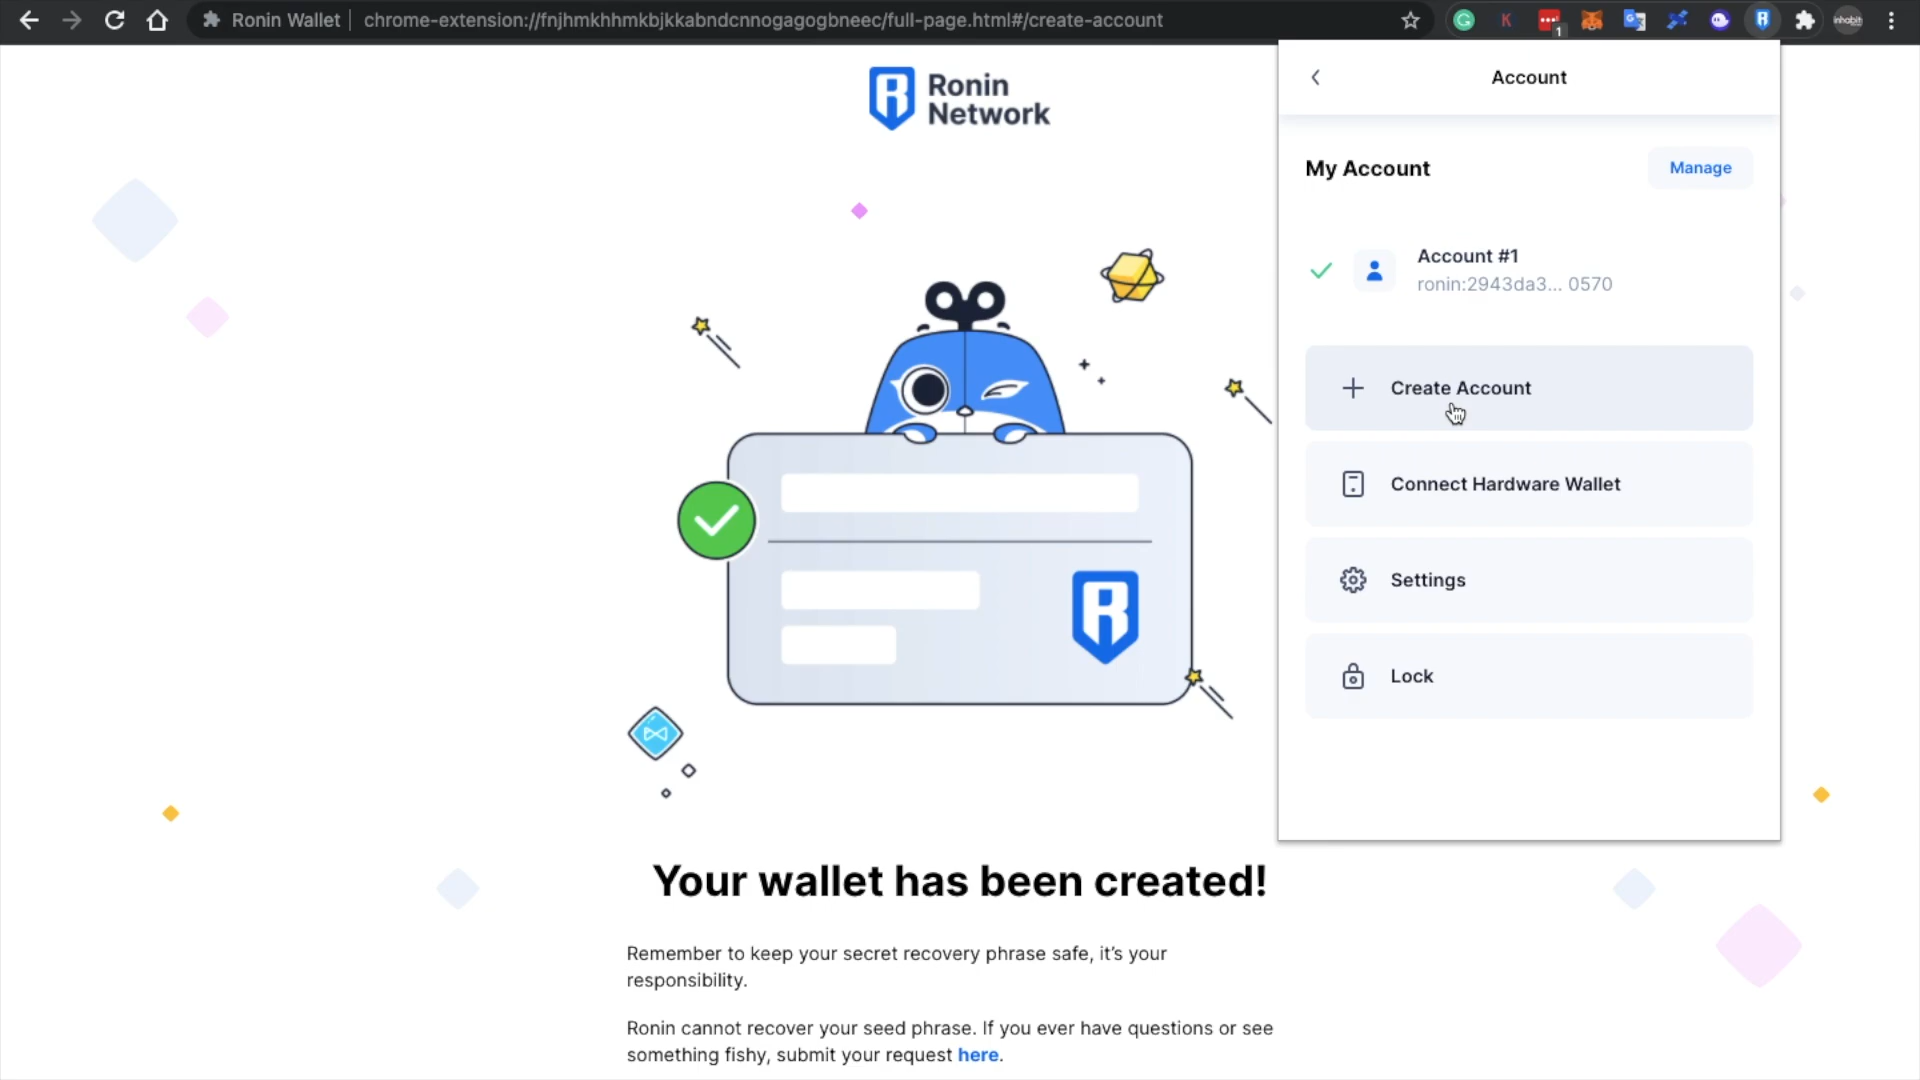 Ronin Wallet
chrome-extension://fnjhmkhhmkbjkkabndcnnogagogbneec/full-page.html#/create-account
K
1
inhabit
Ronin
Network
Account
My Account
Manage
Account #1
ronin:2943da3... 0570
Create Account
Connect Hardware Wallet
Settings
Lock
Your wallet has been created!
Remember to keep your secret recovery phrase safe, it's your
responsibility.
Ronin cannot recover your seed phrase. If you ever have questions or see
something fishy, submit your request here.